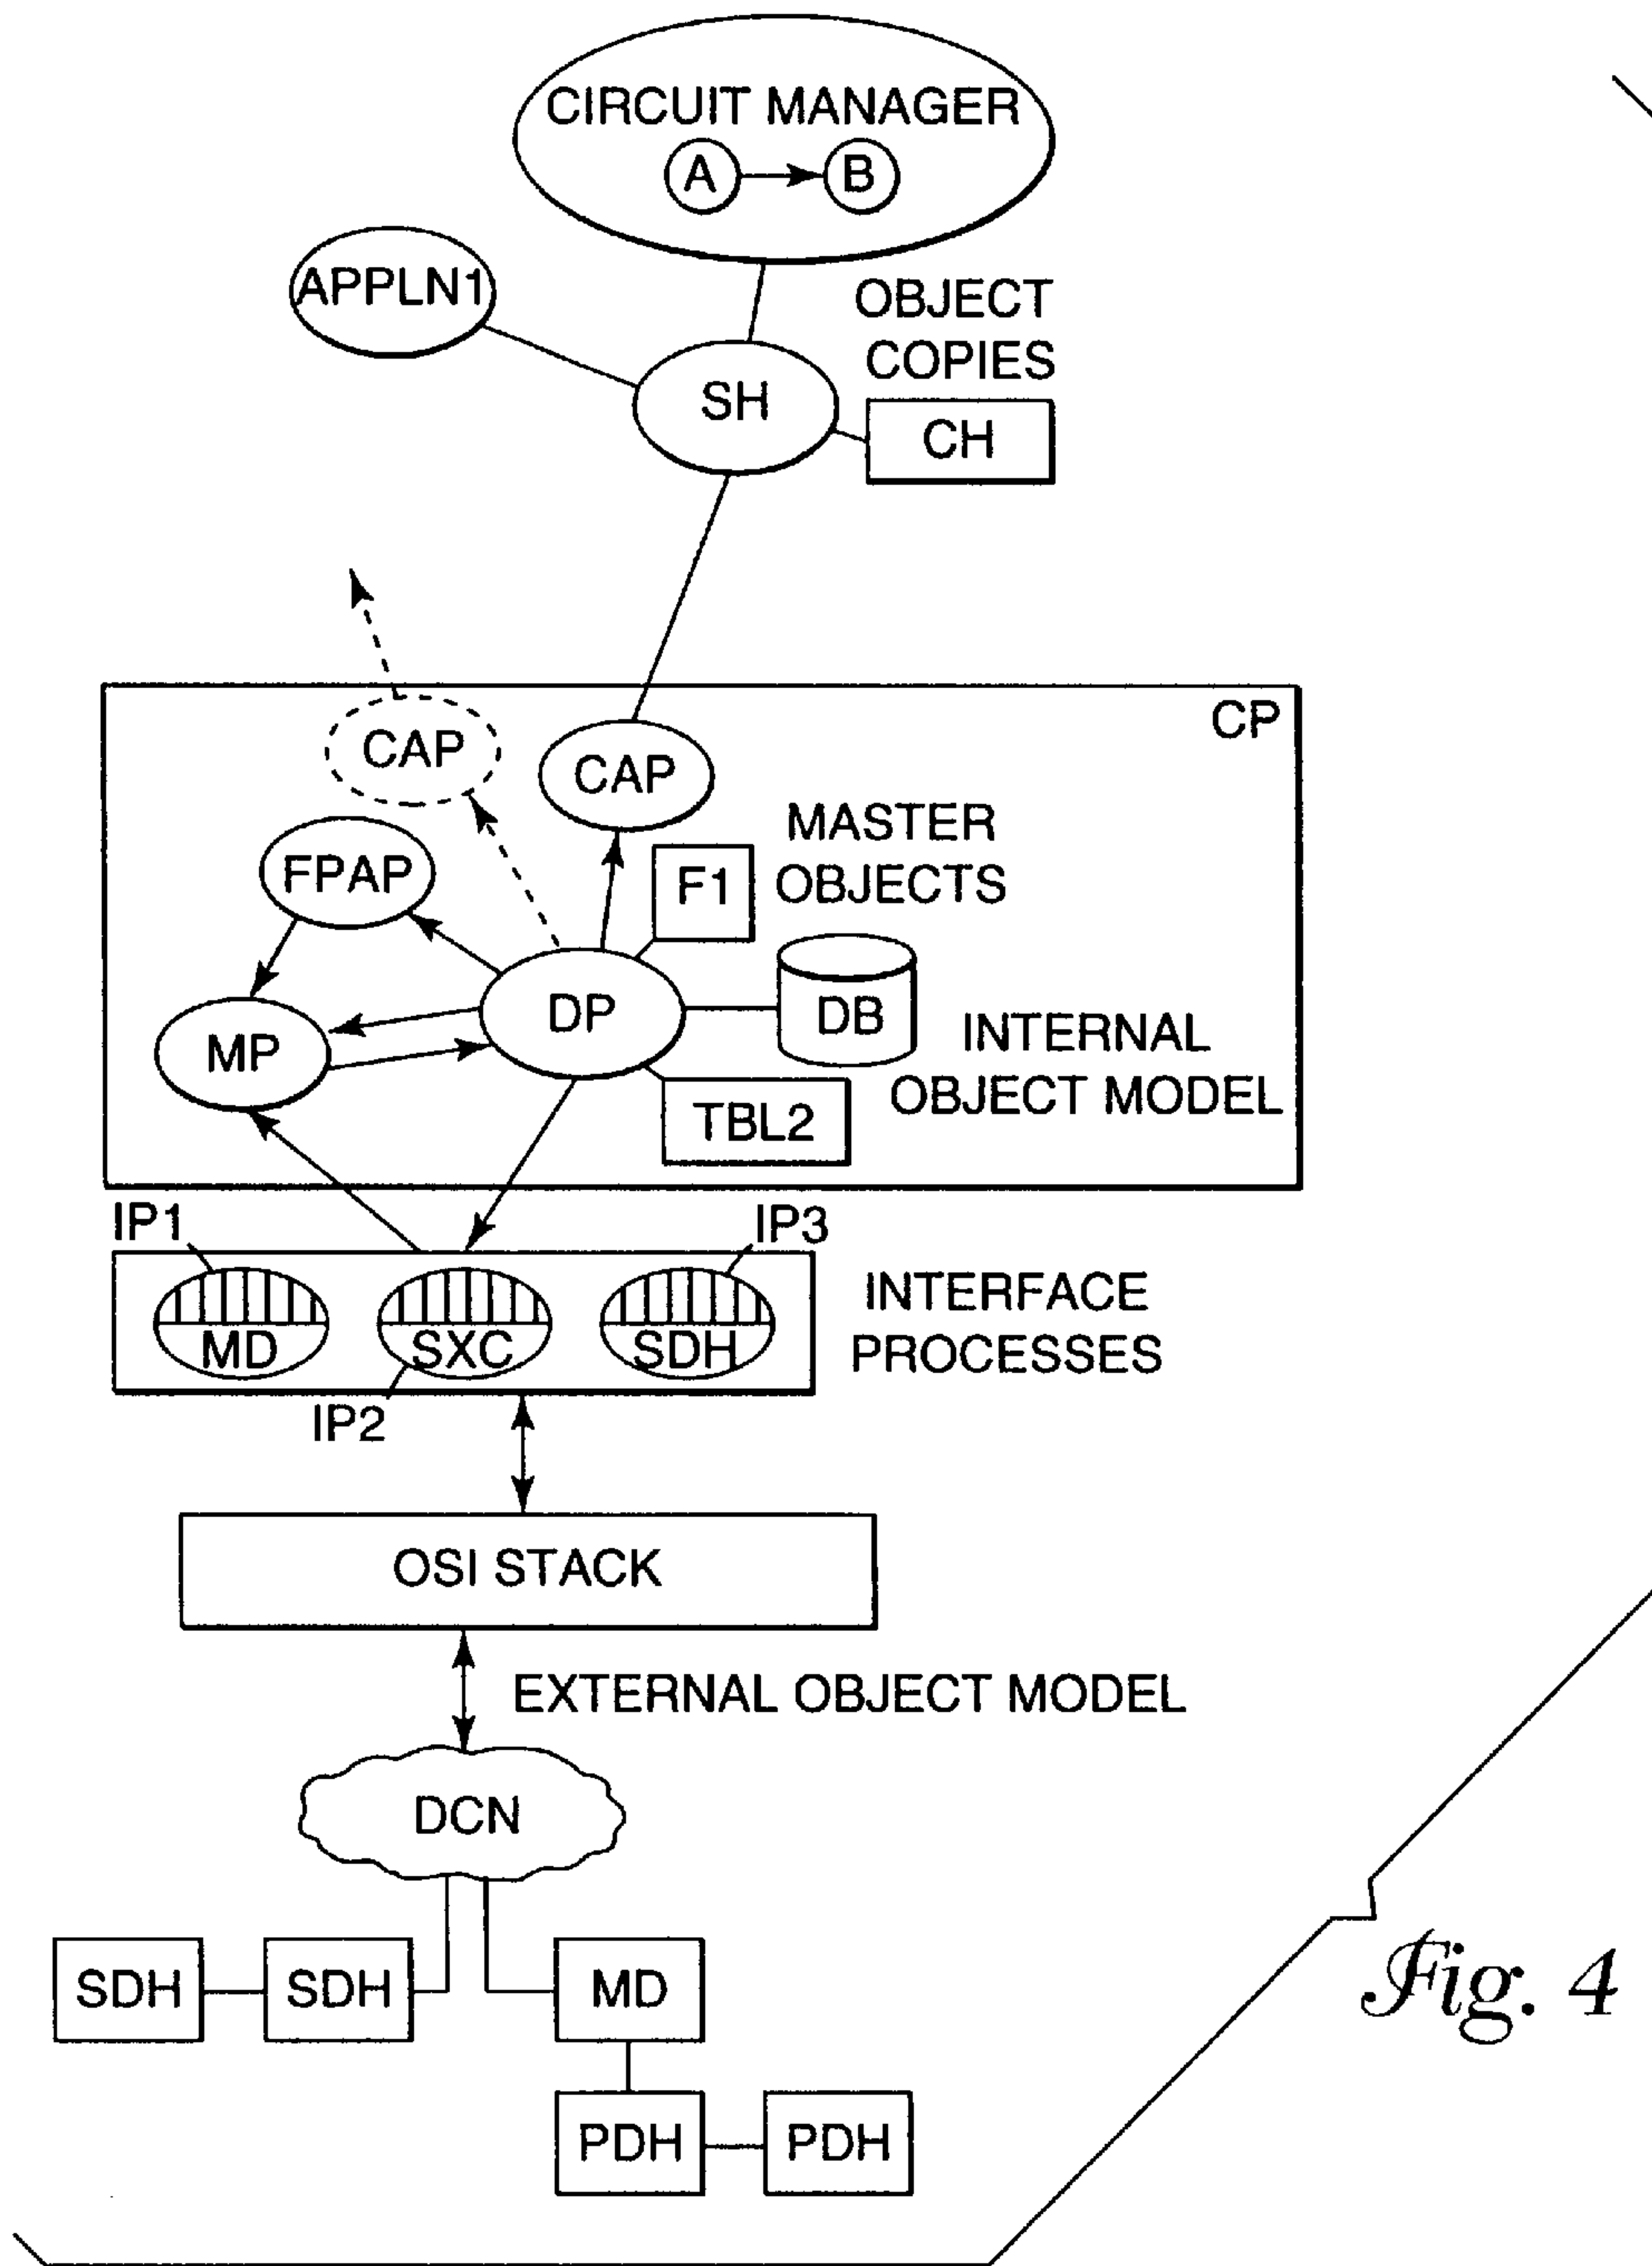 CIRCUIT MANAGER
A
B
APPLN1
OBJECT
COPIES
SH
CH
CP
CAP
CAP
MASTER
OBJECTS
FPAP
F1
DP
DB
MP
INTERNAL
OBJECT MODEL
TBL2
IP1
IP3
INTERFACE
PROCESSES
MD
SXC
SDH
IP2
OSI STACK
EXTERNAL OBJECT MODEL
DCN
SDH
SDH
MD
Fig. 4
PDH
PDH